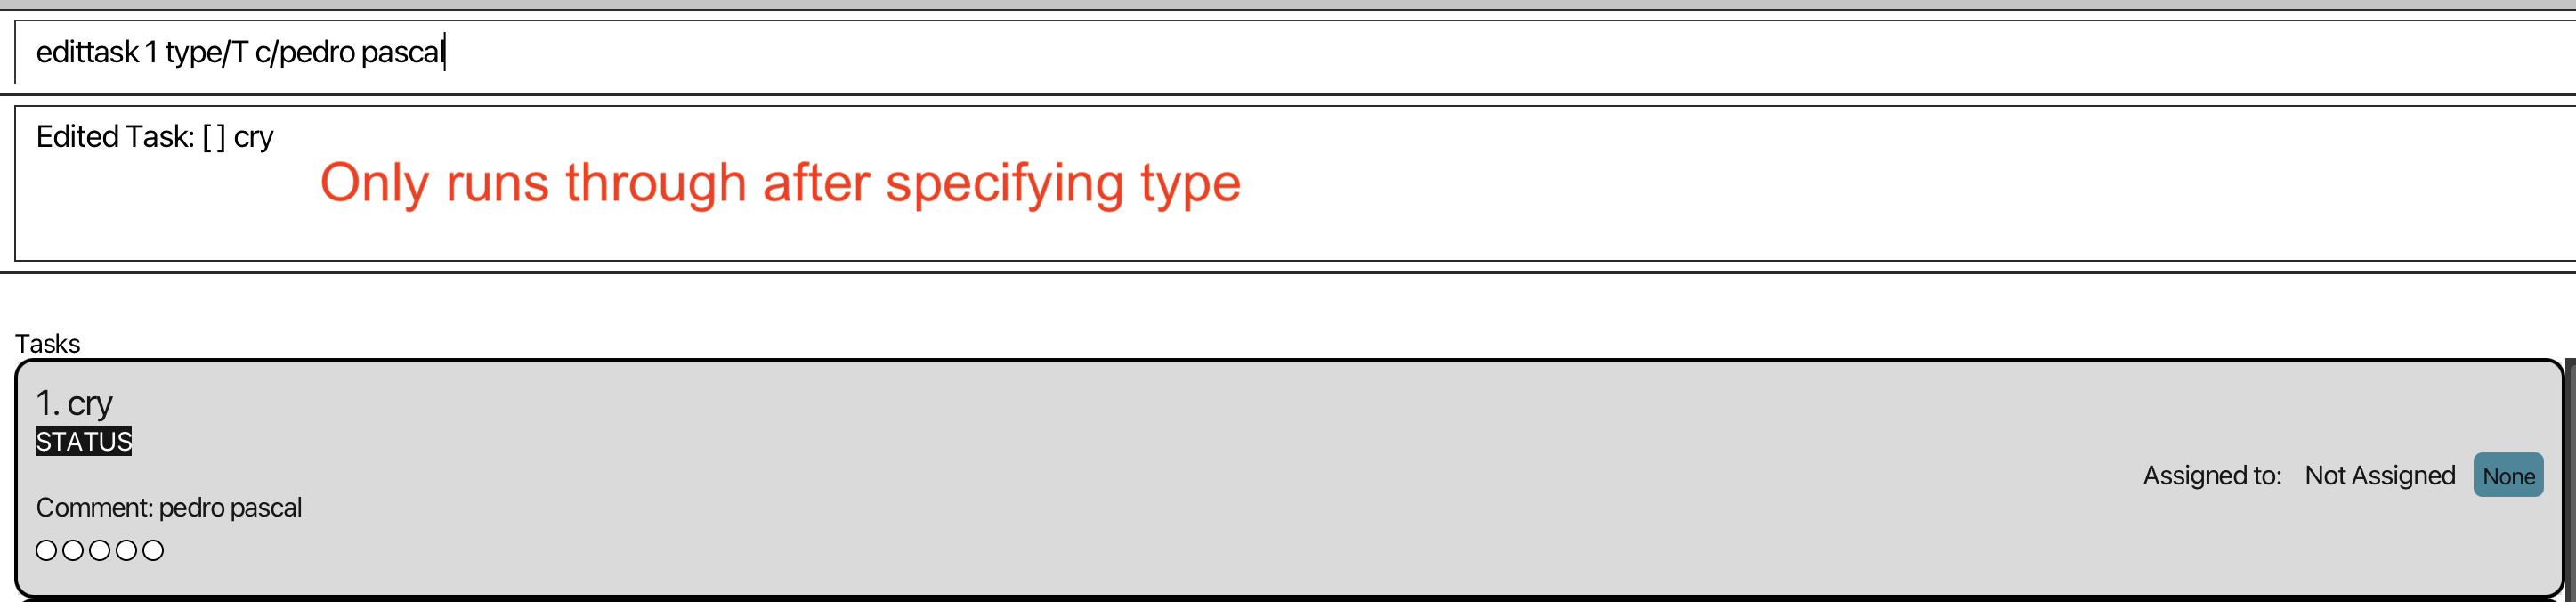 edittask 1 type/T c/pedro pascal
Edited Task: [ ] cry
Only runs through after specifying type
Tasks
1. cry
STATUS
Assigned to: Not Assigned None
Comment: pedro pascal